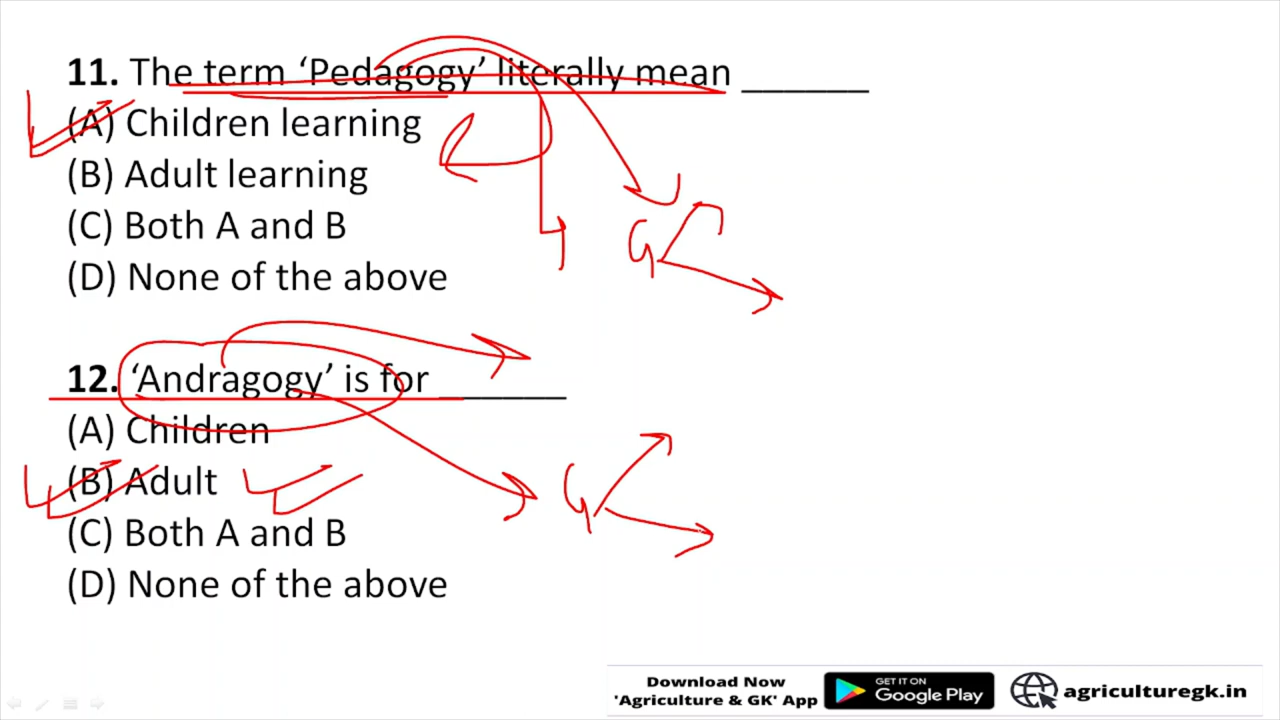 11. The term ‘Pedagogy’ literally mean ______
(A) Children learning
(B) Adult learning
(C) Both A and B
(D) None of the above
G
12. ‘Andragogy’ is for ______
(A) Children
(B) Adult
G
(C) Both A and B
(D) None of the above
Download Now
'Agriculture & GK' App
GET IT ON
Google Play
agriculturegk.in